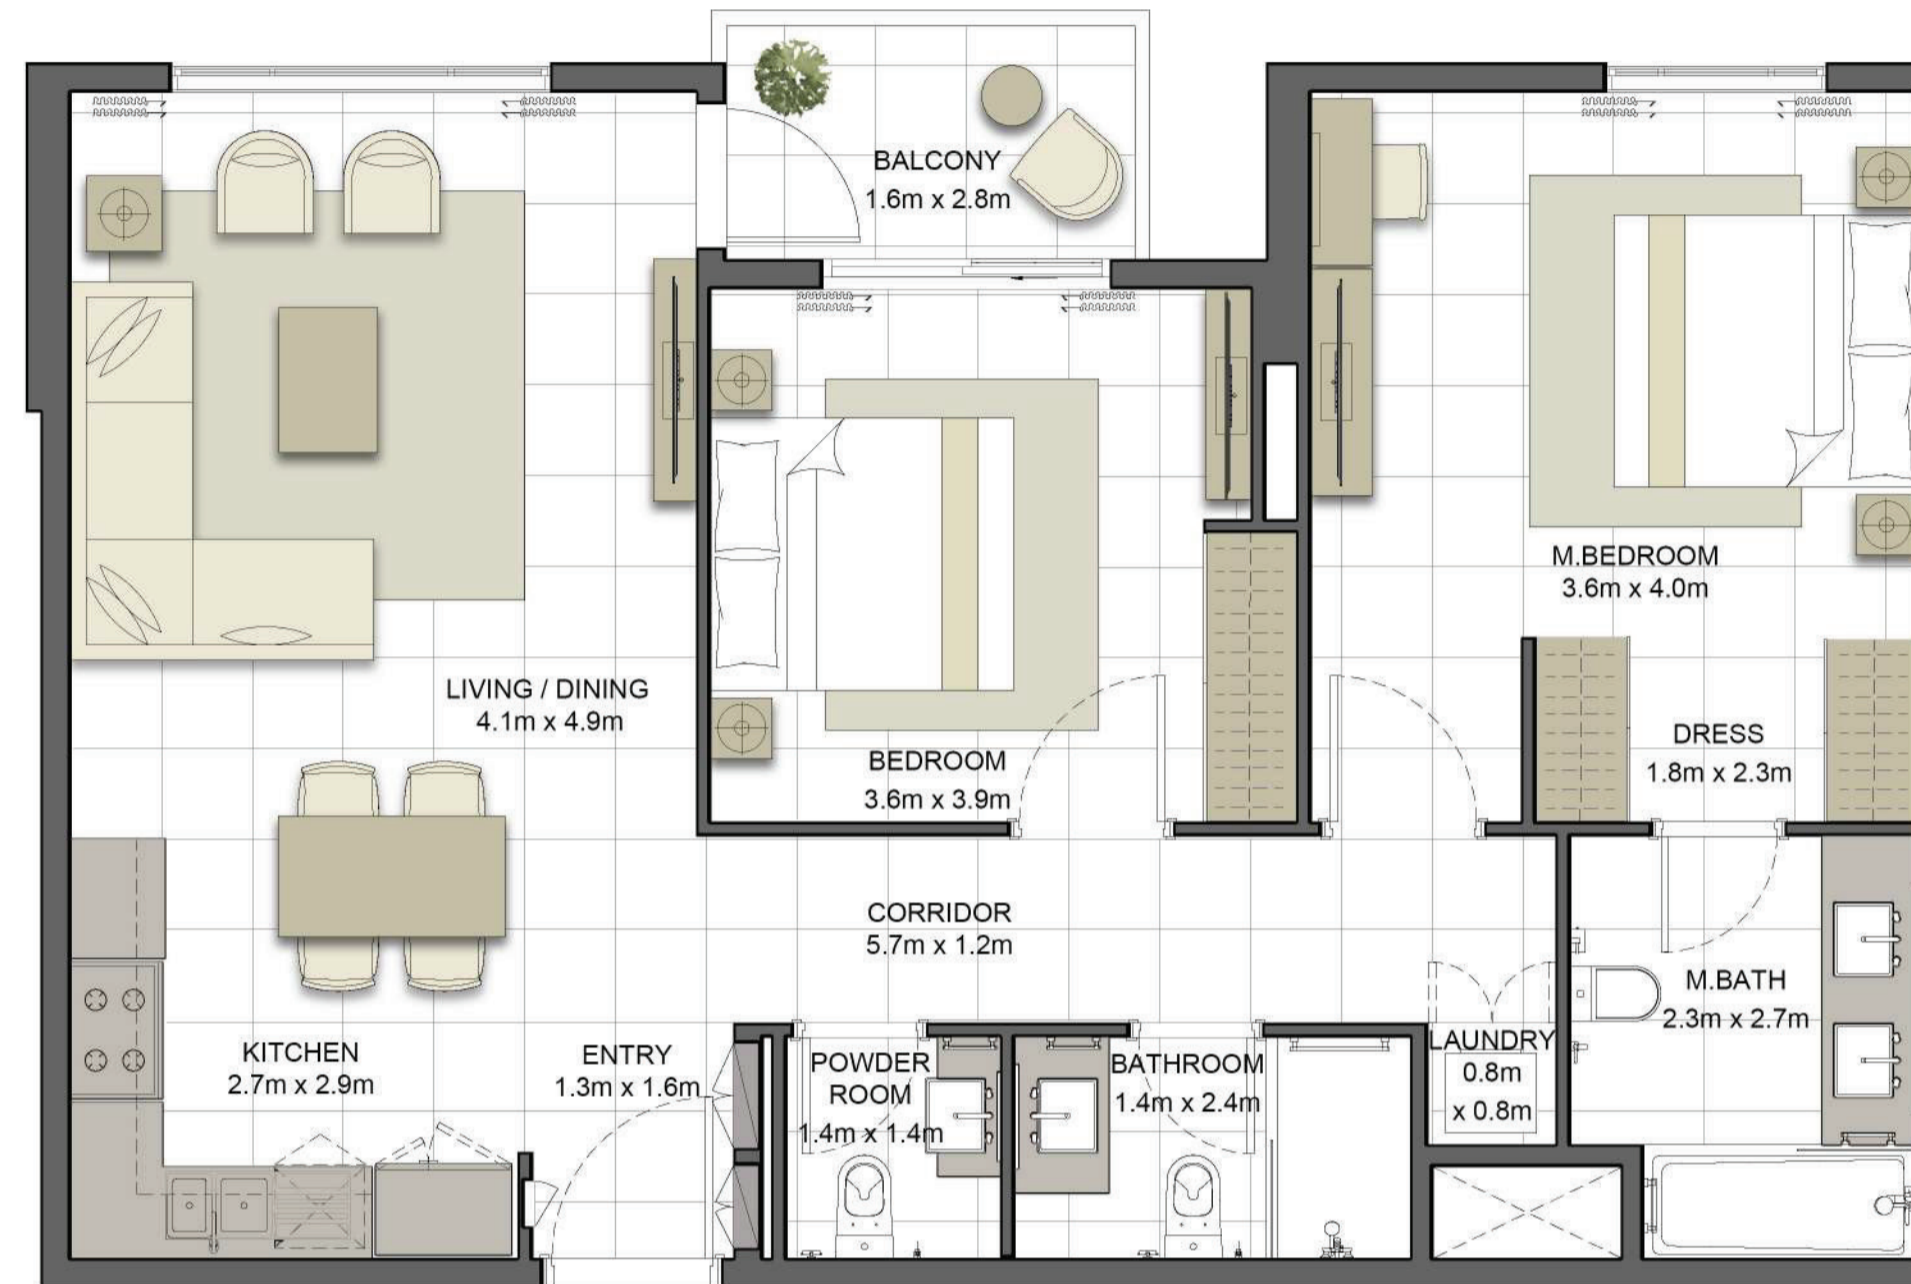 BALCONY
1.6m x 2.8m
M.BEDROOM
3.6m x 4.0m
LIVING / DINING
4.1m x 4.9m
BEDROOM
3.6m x 3.9m
DRESS
1.8m x 2.3m
CORRIDOR
5.7m x 1.2m
M.BATH
2.3m x 2.7m
KITCHEN
2.7m x 2.9m
ENTRY
1.3m x 1.6m
POWDER
ROOM
1.4m x 1.4m
BATHROOM
1.4m x 2.4m
LAUNDRY
0.8m
x 0.8m